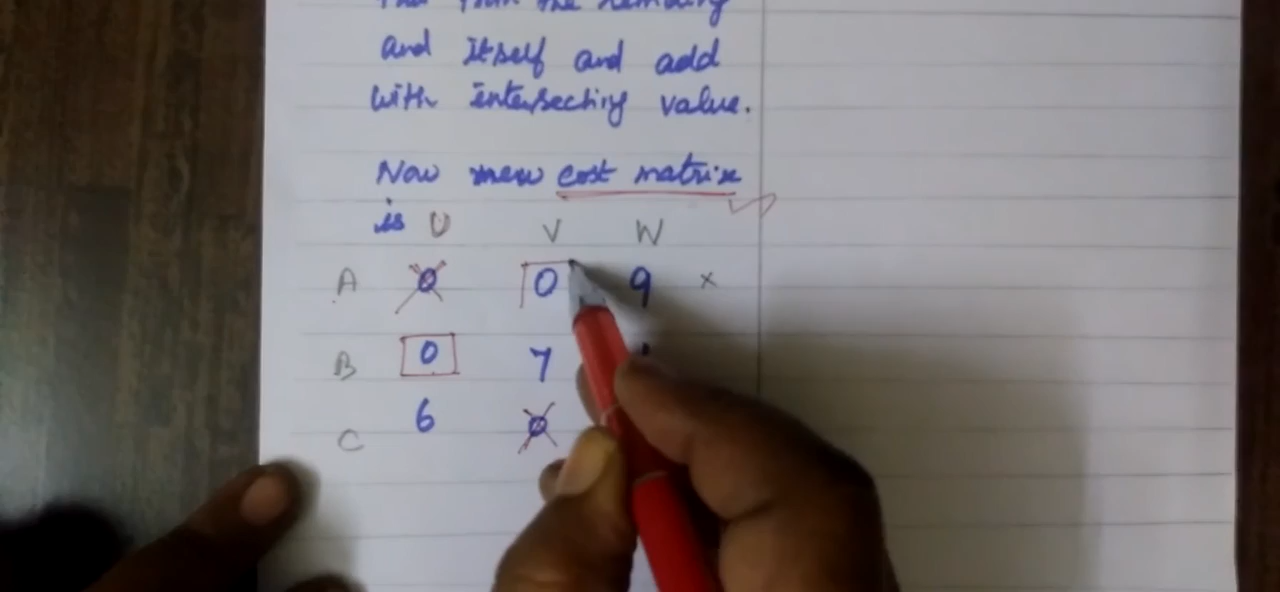 the
and itself and add
with intersecting value.
Now new cost matrix
is U V W
A 0 0 9 x
B 0 7
C 6 0